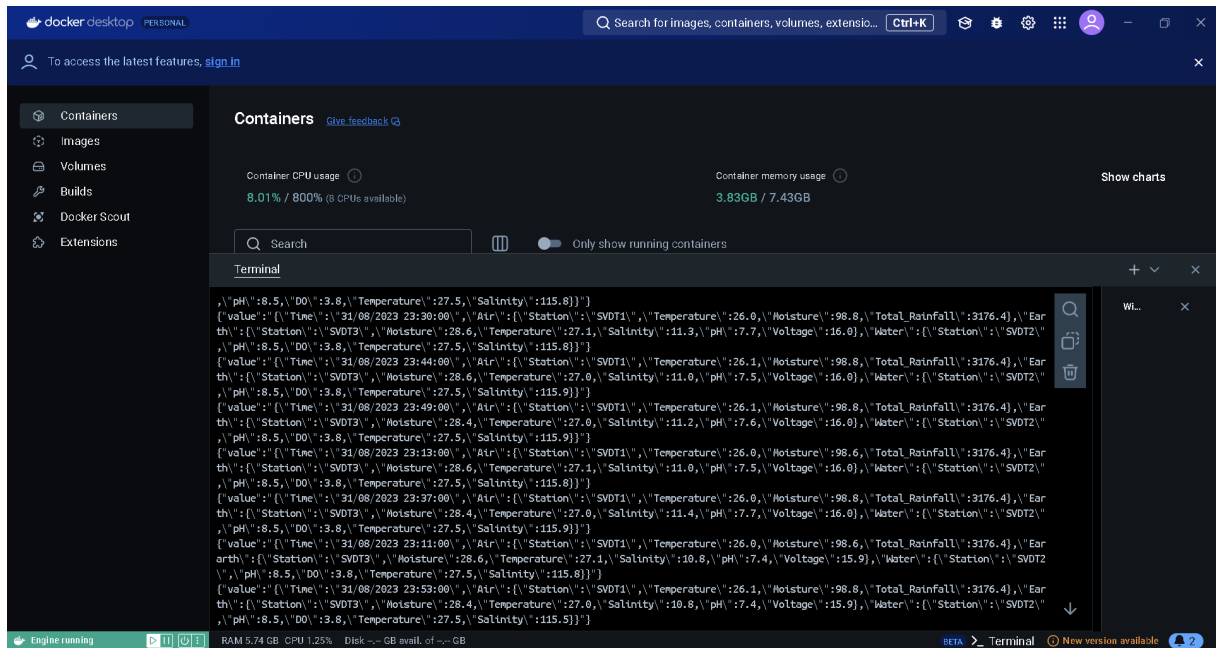 docker desktop PERSONAL
Search for images, containers, volumes, extensio... Ctrl+K
To access the latest features, sign in
Containers
Images
Volumes
Builds
Docker Scout
Extensions
Containers Give feedback
Container CPU usage
8.01% / 800% (8 CPUs available)
Container memory usage
3.83GB / 7.43GB
Show charts
Search
Only show running containers
Terminal
Wi...
,\"pH\":8.5,\"DO\":3.8,\"Temperature\":27.5,\"Salinity\":115.8}}"}
{"value":"{\"Time\":\"31/08/2023 23:30:00\",\"Air\":{\"Station\":\"SVDT1\",\"Temperature\":26.0,\"Moisture\":98.8,\"Total_Rainfall\":3176.4},\"Ear
th\":{\"Station\":\"SVDT3\",\"Moisture\":28.6,\"Temperature\":27.1,\"Salinity\":11.3,\"pH\":7.7,\"Voltage\":16.0},\"Water\":{\"Station\":\"SVDT2\"
,\"pH\":8.5,\"DO\":3.8,\"Temperature\":27.5,\"Salinity\":115.8}}"}
{"value":"{\"Time\":\"31/08/2023 23:44:00\",\"Air\":{\"Station\":\"SVDT1\",\"Temperature\":26.1,\"Moisture\":98.8,\"Total_Rainfall\":3176.4},\"Ear
th\":{\"Station\":\"SVDT3\",\"Moisture\":28.6,\"Temperature\":27.0,\"Salinity\":11.0,\"pH\":7.5,\"Voltage\":16.0},\"Water\":{\"Station\":\"SVDT2\"
,\"pH\":8.5,\"DO\":3.8,\"Temperature\":27.5,\"Salinity\":115.9}}"}
{"value":"{\"Time\":\"31/08/2023 23:49:00\",\"Air\":{\"Station\":\"SVDT1\",\"Temperature\":26.1,\"Moisture\":98.8,\"Total_Rainfall\":3176.4},\"Ear
th\":{\"Station\":\"SVDT3\",\"Moisture\":28.4,\"Temperature\":27.0,\"Salinity\":11.2,\"pH\":7.6,\"Voltage\":16.0},\"Water\":{\"Station\":\"SVDT2\"
,\"pH\":8.5,\"DO\":3.8,\"Temperature\":27.5,\"Salinity\":115.9}}"}
{"value":"{\"Time\":\"31/08/2023 23:13:00\",\"Air\":{\"Station\":\"SVDT1\",\"Temperature\":26.0,\"Moisture\":98.6,\"Total_Rainfall\":3176.4},\"Ear
th\":{\"Station\":\"SVDT3\",\"Moisture\":28.6,\"Temperature\":27.1,\"Salinity\":11.0,\"pH\":7.5,\"Voltage\":16.0},\"Water\":{\"Station\":\"SVDT2\"
,\"pH\":8.5,\"DO\":3.8,\"Temperature\":27.5,\"Salinity\":115.8}}"}
{"value":"{\"Time\":\"31/08/2023 23:37:00\",\"Air\":{\"Station\":\"SVDT1\",\"Temperature\":26.0,\"Moisture\":98.8,\"Total_Rainfall\":3176.4},\"Ear
th\":{\"Station\":\"SVDT3\",\"Moisture\":28.4,\"Temperature\":27.0,\"Salinity\":11.4,\"pH\":7.7,\"Voltage\":16.0},\"Water\":{\"Station\":\"SVDT2\"
,\"pH\":8.5,\"DO\":3.8,\"Temperature\":27.5,\"Salinity\":115.9}}"}
{"value":"{\"Time\":\"31/08/2023 23:11:00\",\"Air\":{\"Station\":\"SVDT1\",\"Temperature\":26.0,\"Moisture\":98.6,\"Total_Rainfall\":3176.4},\"Ear
arth\":{\"Station\":\"SVDT3\",\"Moisture\":28.6,\"Temperature\":27.1,\"Salinity\":10.8,\"pH\":7.4,\"Voltage\":15.9},\"Water\":{\"Station\":\"SVDT2
\",\"pH\":8.5,\"DO\":3.8,\"Temperature\":27.5,\"Salinity\":115.8}}"}
{"value":"{\"Time\":\"31/08/2023 23:53:00\",\"Air\":{\"Station\":\"SVDT1\",\"Temperature\":26.1,\"Moisture\":98.8,\"Total_Rainfall\":3176.4},\"Ear
th\":{\"Station\":\"SVDT3\",\"Moisture\":28.4,\"Temperature\":27.0,\"Salinity\":10.8,\"pH\":7.4,\"Voltage\":15.9},\"Water\":{\"Station\":\"SVDT2\"
,\"pH\":8.5,\"DO\":3.8,\"Temperature\":27.5,\"Salinity\":115.5}}"}
Engine running
RAM 5.74 GB CPU 1.25% Disk -.-- GB avail. of -.-- GB
BETA >_ Terminal New version available 2